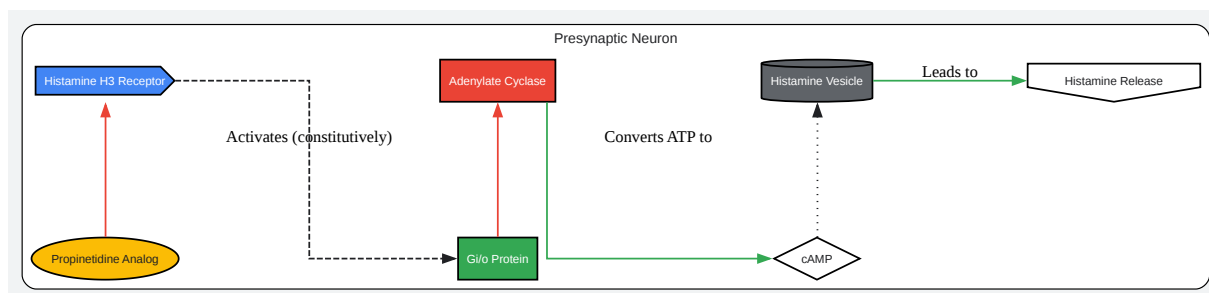 Presynaptic Neuron
Histamine H3 Receptor
Adenylate Cyclase
Histamine Vesicle
Leads to
Histamine Release
Activates (constitutively)
Converts ATP to
Propinetidine Analog
Gi/o Protein
cAMP